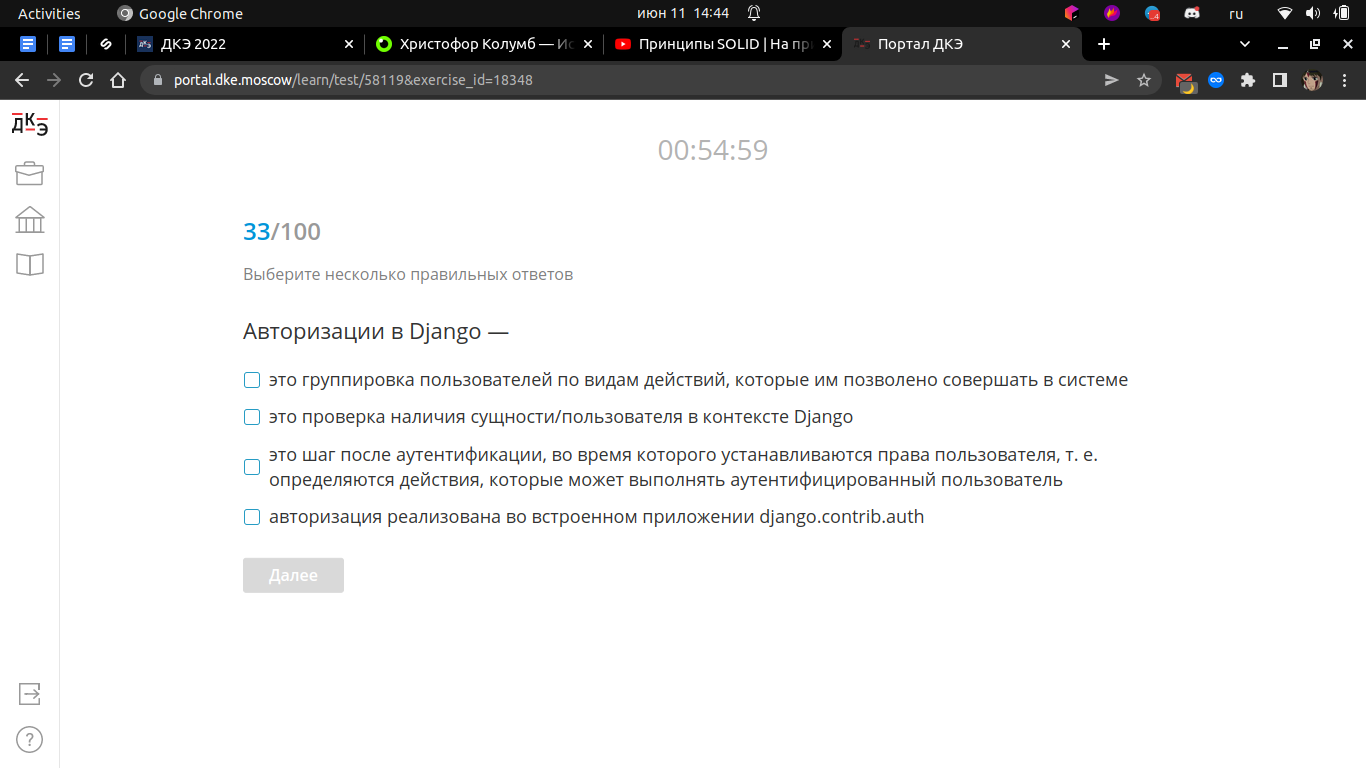 Activities Google Chrome июн 11 14:44 ru
ДКЭ 2022 Христофор Колумб — Ис Принципы SOLID | На пр Портал ДКЭ
portal.dke.moscow/learn/test/58119&exercise_id=18348
ДКЭ
00:54:59
33/100
Выберите несколько правильных ответов
Авторизации в Django —
это группировка пользователей по видам действий, которые им позволено совершать в системе
это проверка наличия сущности/пользователя в контексте Django
это шаг после аутентификации, во время которого устанавливаются права пользователя, т. е.
определяются действия, которые может выполнять аутентифицированный пользователь
авторизация реализована во встроенном приложении django.contrib.auth
Далее